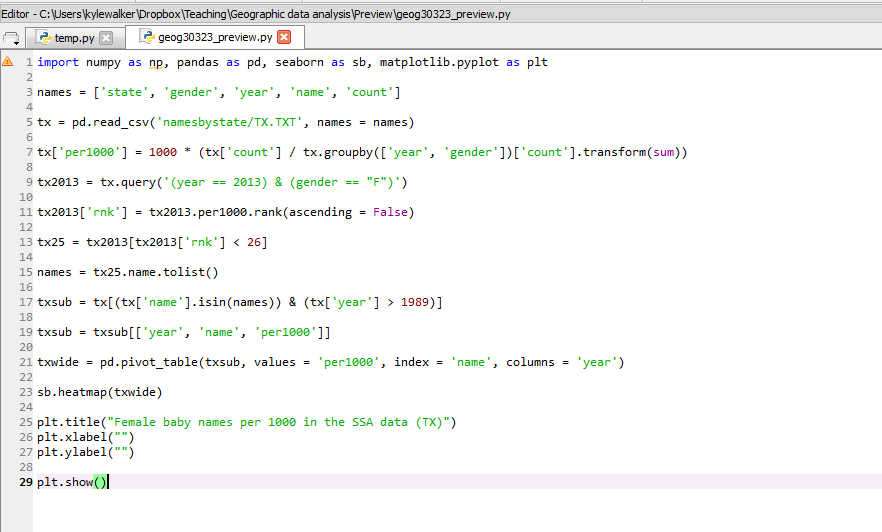 Editor - C:\Users\kylewalker\Dropbox\Teaching\Geographic data analysis\Preview\geog30323_preview.py
temp.py geog30323_preview.py
1 import numpy as np, pandas as pd, seaborn as sb, matplotlib.pyplot as plt
2
3 names = ['state', 'gender', 'year', 'name', 'count']
4
5 tx = pd.read_csv('namesbystate/TX.TXT', names = names)
6
7 tx['per1000'] = 1000 * (tx['count'] / tx.groupby(['year', 'gender'])['count'].transform(sum))
8
9 tx2013 = tx.query('(year == 2013) & (gender == "F")')
10
11 tx2013['rnk'] = tx2013.per1000.rank(ascending = False)
12
13 tx25 = tx2013[tx2013['rnk'] < 26]
14
15 names = tx25.name.tolist()
16
17 txsub = tx[(tx['name'].isin(names)) & (tx['year'] > 1989)]
18
19 txsub = txsub[['year', 'name', 'per1000']]
20
21 txwide = pd.pivot_table(txsub, values = 'per1000', index = 'name', columns = 'year')
22
23 sb.heatmap(txwide)
24
25 plt.title("Female baby names per 1000 in the SSA data (TX)")
26 plt.xlabel("")
27 plt.ylabel("")
28
29 plt.show()